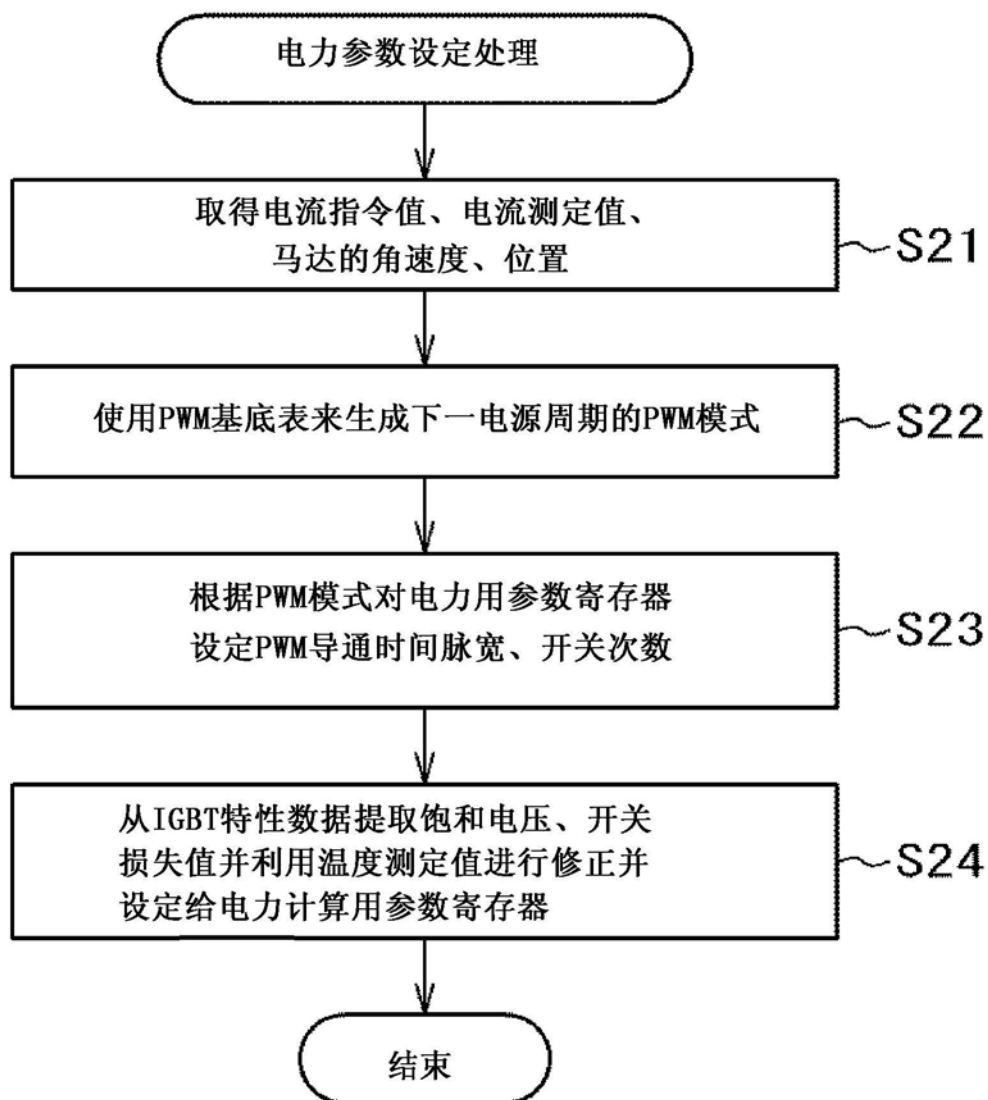 电力参数设定处理
取得电流指令值、电流测定值、
马达的角速度、位置
S21
使用PWM基底表来生成下一电源周期的PWM模式
S22
根据PWM模式对电力用参数寄存器
设定PWM导通时间脉宽、开关次数
S23
从IGBT特性数据提取饱和电压、开关
损失值并利用温度测定值进行修正并
设定给电力计算用参数寄存器
S24
结束